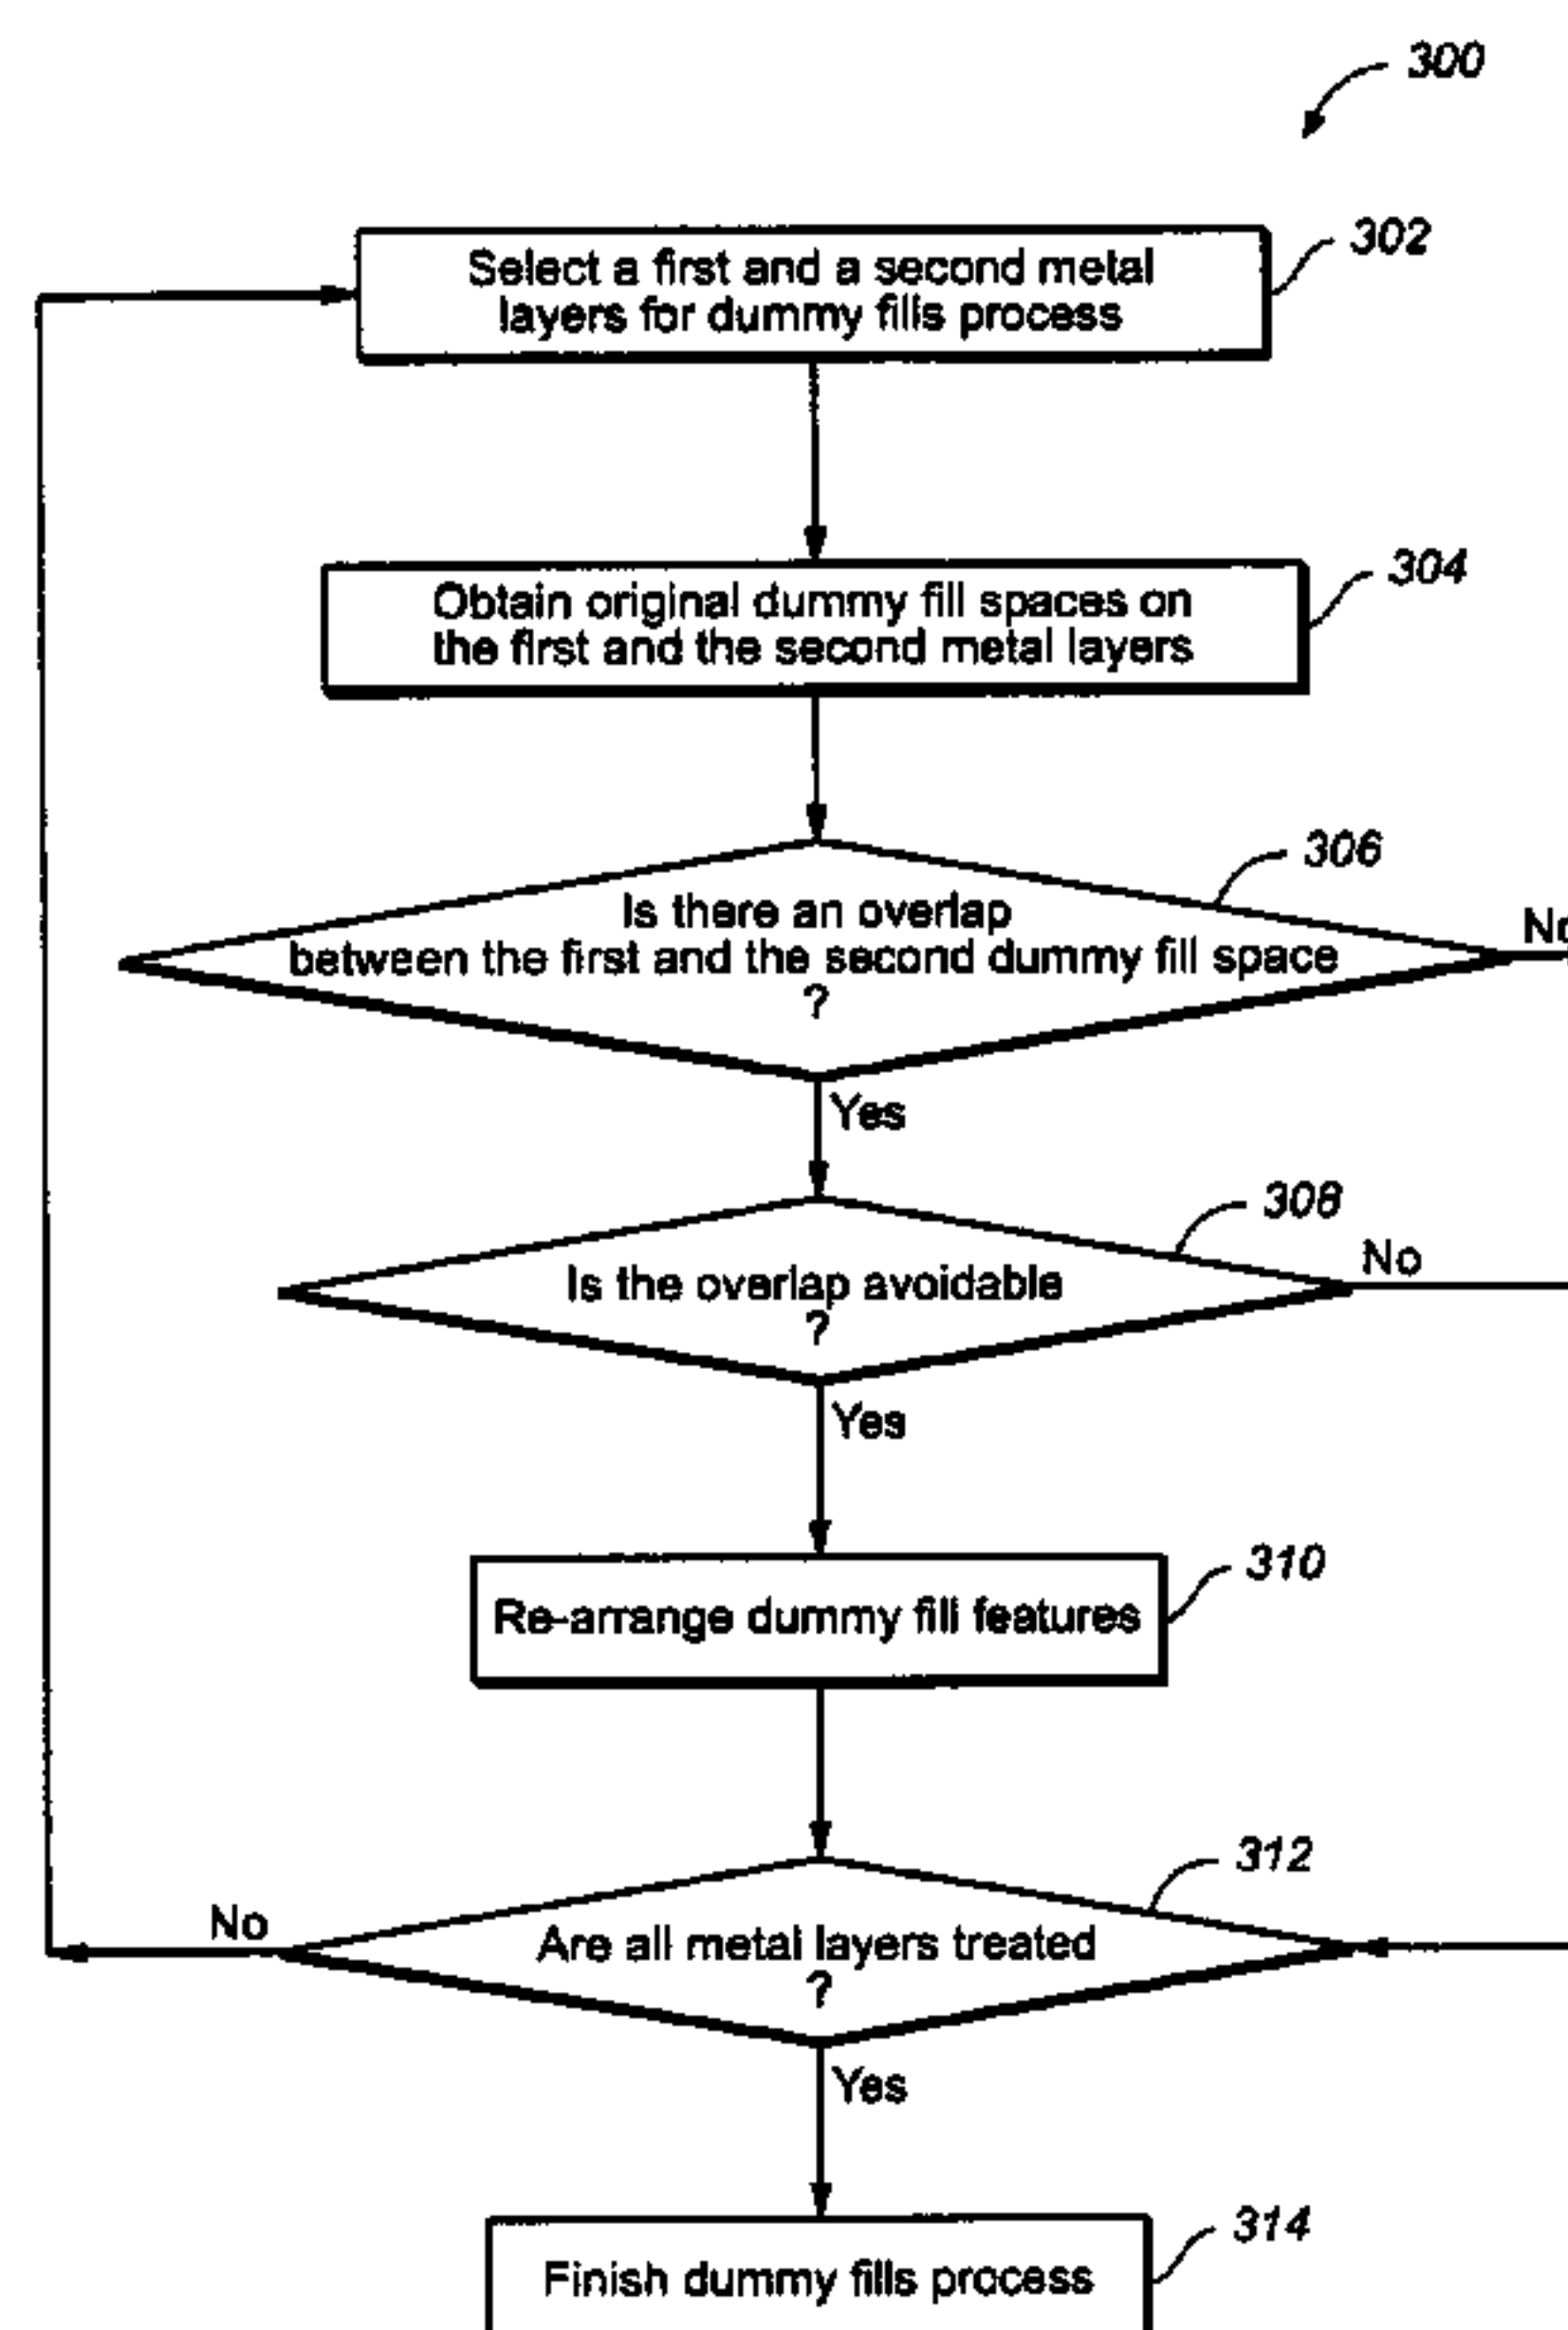 300
302
Select a first and a second metal
layers for dummy fills process
304
Obtain original dummy fill spaces on
the first and the second metal layers
306
Is there an overlap
between the first and the second dummy fill space
?
No
Yes
308
Is the overlap avoidable
?
No
Yes
310
Re-arrange dummy fill features
312
Are all metal layers treated
?
No
Yes
314
Finish dummy fills process